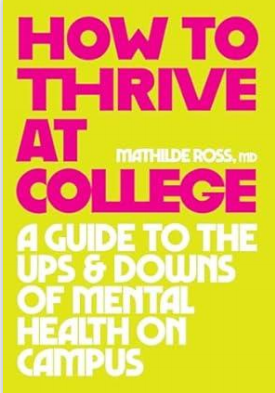 HOW TO
THRIVE
AT
MATHILDE ROSS, MD
COLLEGE
A GUIDE TO THE
UPS & DOWNS
OF MENTAL
HEALTH ON
CAMPUS